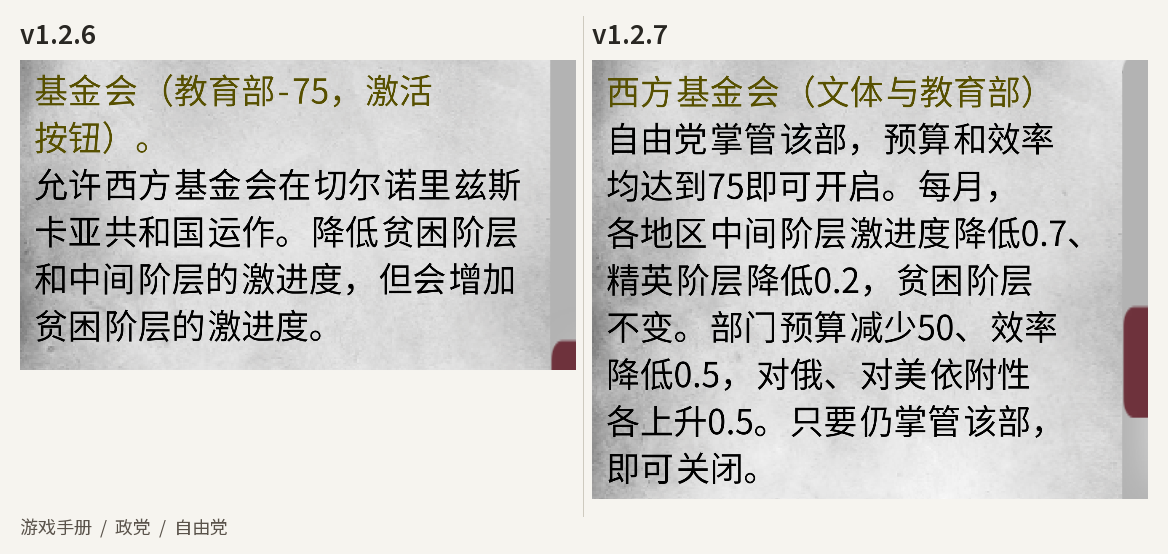 v1.2.6
基金会（教育部-75，激活
按钮）。
允许西方基金会在切尔诺里兹斯
卡亚共和国运作。降低贫困阶层
和中间阶层的激进度，但会增加
贫困阶层的激进度。
v1.2.7
西方基金会（文体与教育部）
自由党掌管该部，预算和效率
均达到75即可开启。每月，
各地区中间阶层激进度降低0.7、
精英阶层降低0.2，贫困阶层
不变。部门预算减少50、效率
降低0.5，对俄、对美依附性
各上升0.5。只要仍掌管该部，
即可关闭。
游戏手册 / 政党 / 自由党